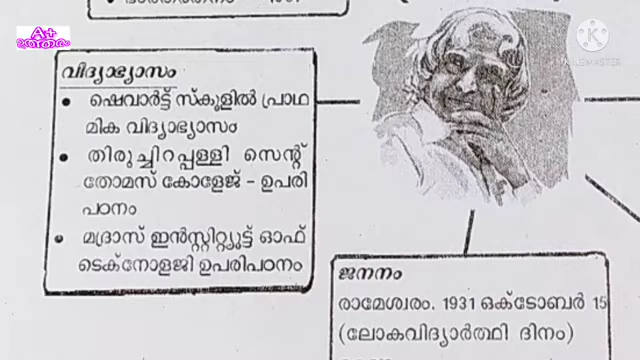 A+
KINEMASTER
വിദ്യാഭ്യാസം
• ഷെവാർട്ട് സ്കൂളിൽ പ്രാഥ
മിക വിദ്യാഭ്യാസം
• തിരുച്ചിറപ്പള്ളി സെന്റ്
തോമസ് കോളേജ് – ഉപരി
പഠനം
• മദ്രാസ് ഇൻസ്റ്റിറ്റ്യൂട്ട് ഓഫ്
ടെക്നോളജി ഉപരിപഠനം
ജനനം
രാമേശ്വരം. 1931 ഒക്ടോബർ 15
(ലോകവിദ്യാർത്ഥി ദിനം)